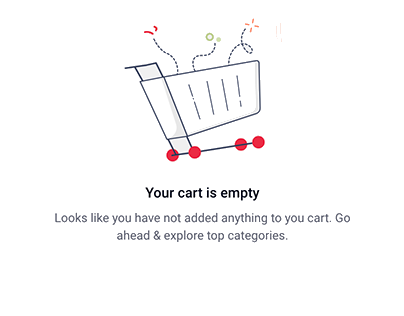 Your cart is empty
Looks like you have not added anything to you cart. Go
ahead & explore top categories.